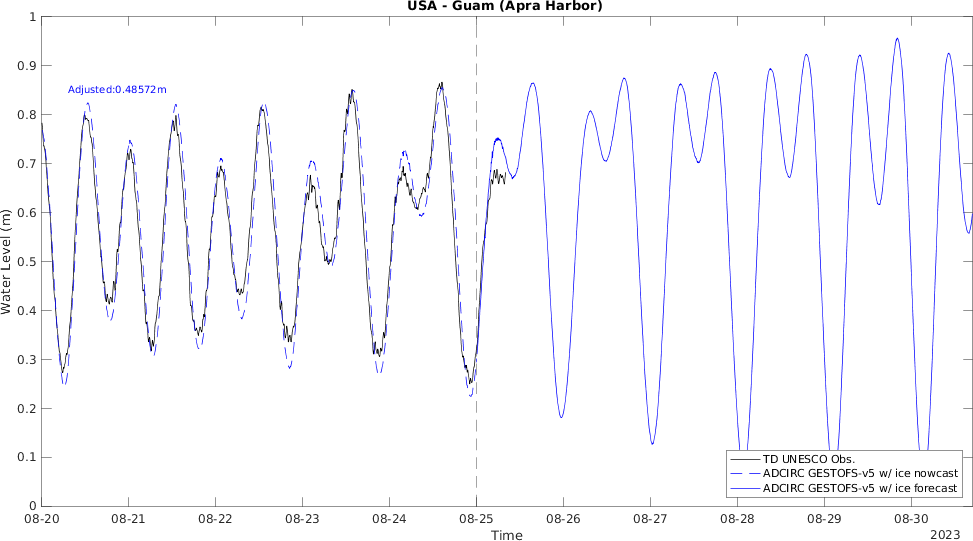 USA - Guam (Apra Harbor)
1
0.9
0.8
0.7
0.6
0.5
0.4
0.3
0.2
0.1
0
Water Level (m)
Adjusted:0.48572m
TD UNESCO Obs.
ADCIRC GESTOFS-v5 w/ ice nowcast
ADCIRC GESTOFS-v5 w/ ice forecast
08-20 08-21 08-22 08-23 08-24 08-25 08-26 08-27 08-28 08-29 08-30
Time
2023